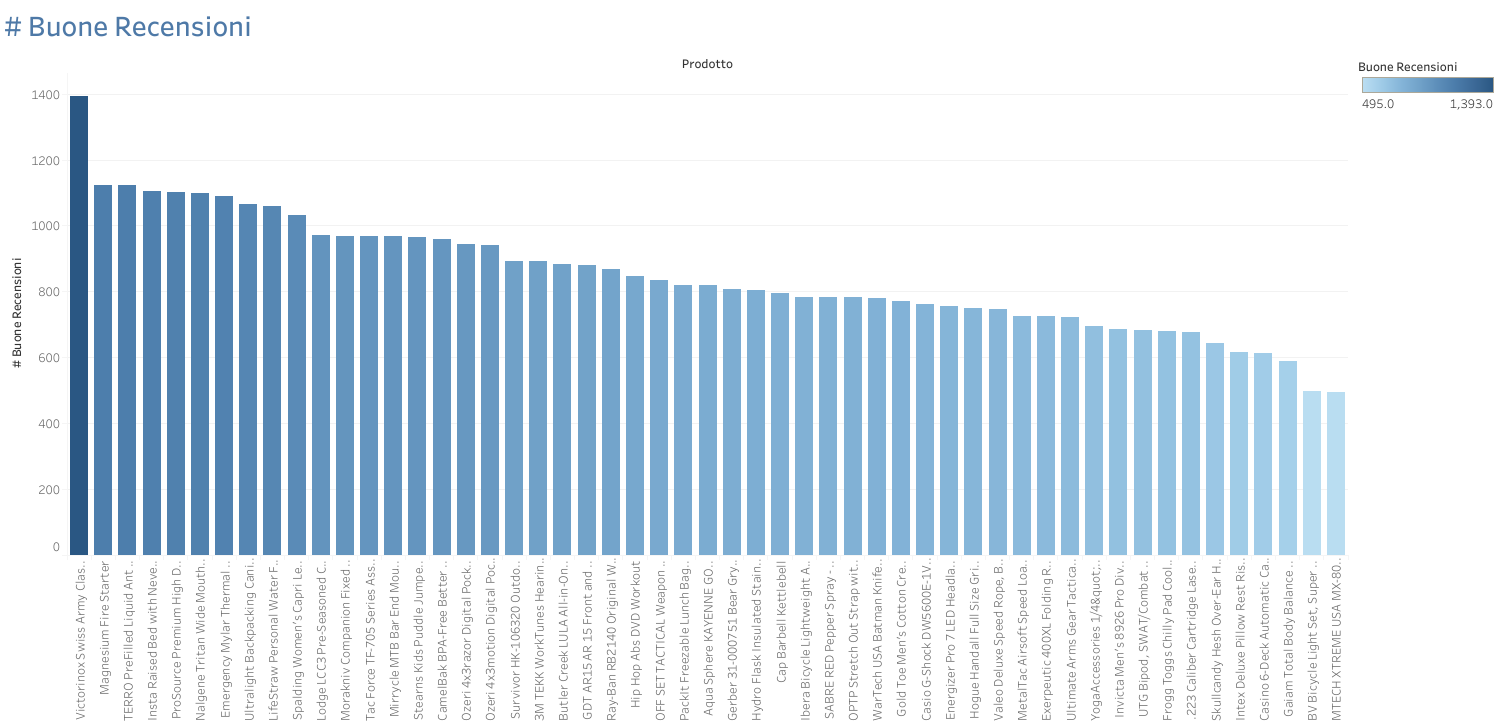 # Buone Recensioni
Prodotto
Buone Recensioni
495.0 1,393.0
# Buone Recensioni
1400
1200
1000
800
600
400
200
0
Victorinox Swiss Army Clas..
Magnesium Fire Starter
TERRO PreFilled Liquid Ant ..
Insta Raised Bed with Neve..
ProSource Premium High D..
Nalgene Tritan Wide Mouth..
Emergency Mylar Thermal ..
Ultralight Backpacking Cani..
LifeStraw Personal Water F..
Spalding Women's Capri Le..
Lodge LCC3 Pre-Seasoned C..
Morakniv Companion Fixed ..
Tac Force TF-705 Series Ass..
Mirrycle MTB Bar End Mou..
Stearns Kids Puddle Jumpe..
CamelBak BPA-Free Better ..
Ozeri 4x3razor Digital Pock..
Ozeri 4x3motion Digital Poc..
Survivor HK-106320 Outdo..
3M TEKK WorkTunes Hearin..
Butler Creek LULA All-in-On..
GDT AR15 AR 15 Front and ..
Ray-Ban RB2140 Original W..
Hip Hop Abs DVD Workout
OFF SET TACTICAL Weapon ..
PackIt Freezable Lunch Bag..
Aqua Sphere KAYENNE GO..
Gerber 31-000751 Bear Gry..
Hydro Flask Insulated Stain..
Cap Barbell Kettlebell
Ibera Bicycle Lightweight A..
SABRE RED Pepper Spray - ..
OPTP Stretch Out Strap wit..
WarTech USA Batman Knife..
Gold Toe Men's Cotton Cre..
Casio G-Shock DW5600E-1V..
Energizer Pro 7 LED Headla..
Hogue Handall Full Size Gri..
Valeo Deluxe Speed Rope, B..
MetalTac Airsoft Speed Loa..
Exerpeutic 400XL Folding R..
Ultimate Arms Gear Tactica..
YogaAccessories 1/4&quot;..
Invicta Men's 8926 Pro Div..
UTG Bipod, SWAT/Combat ..
Frogg Toggs Chilly Pad Cool..
.223 Caliber Cartridge Lase..
Skullcandy Hesh Over-Ear H..
Intex Deluxe Pillow Rest Ris..
Casino 6-Deck Automatic Ca..
Gaiam Total Body Balance ..
BV Bicycle Light Set, Super ..
MTECH XTREME USA MX-80..